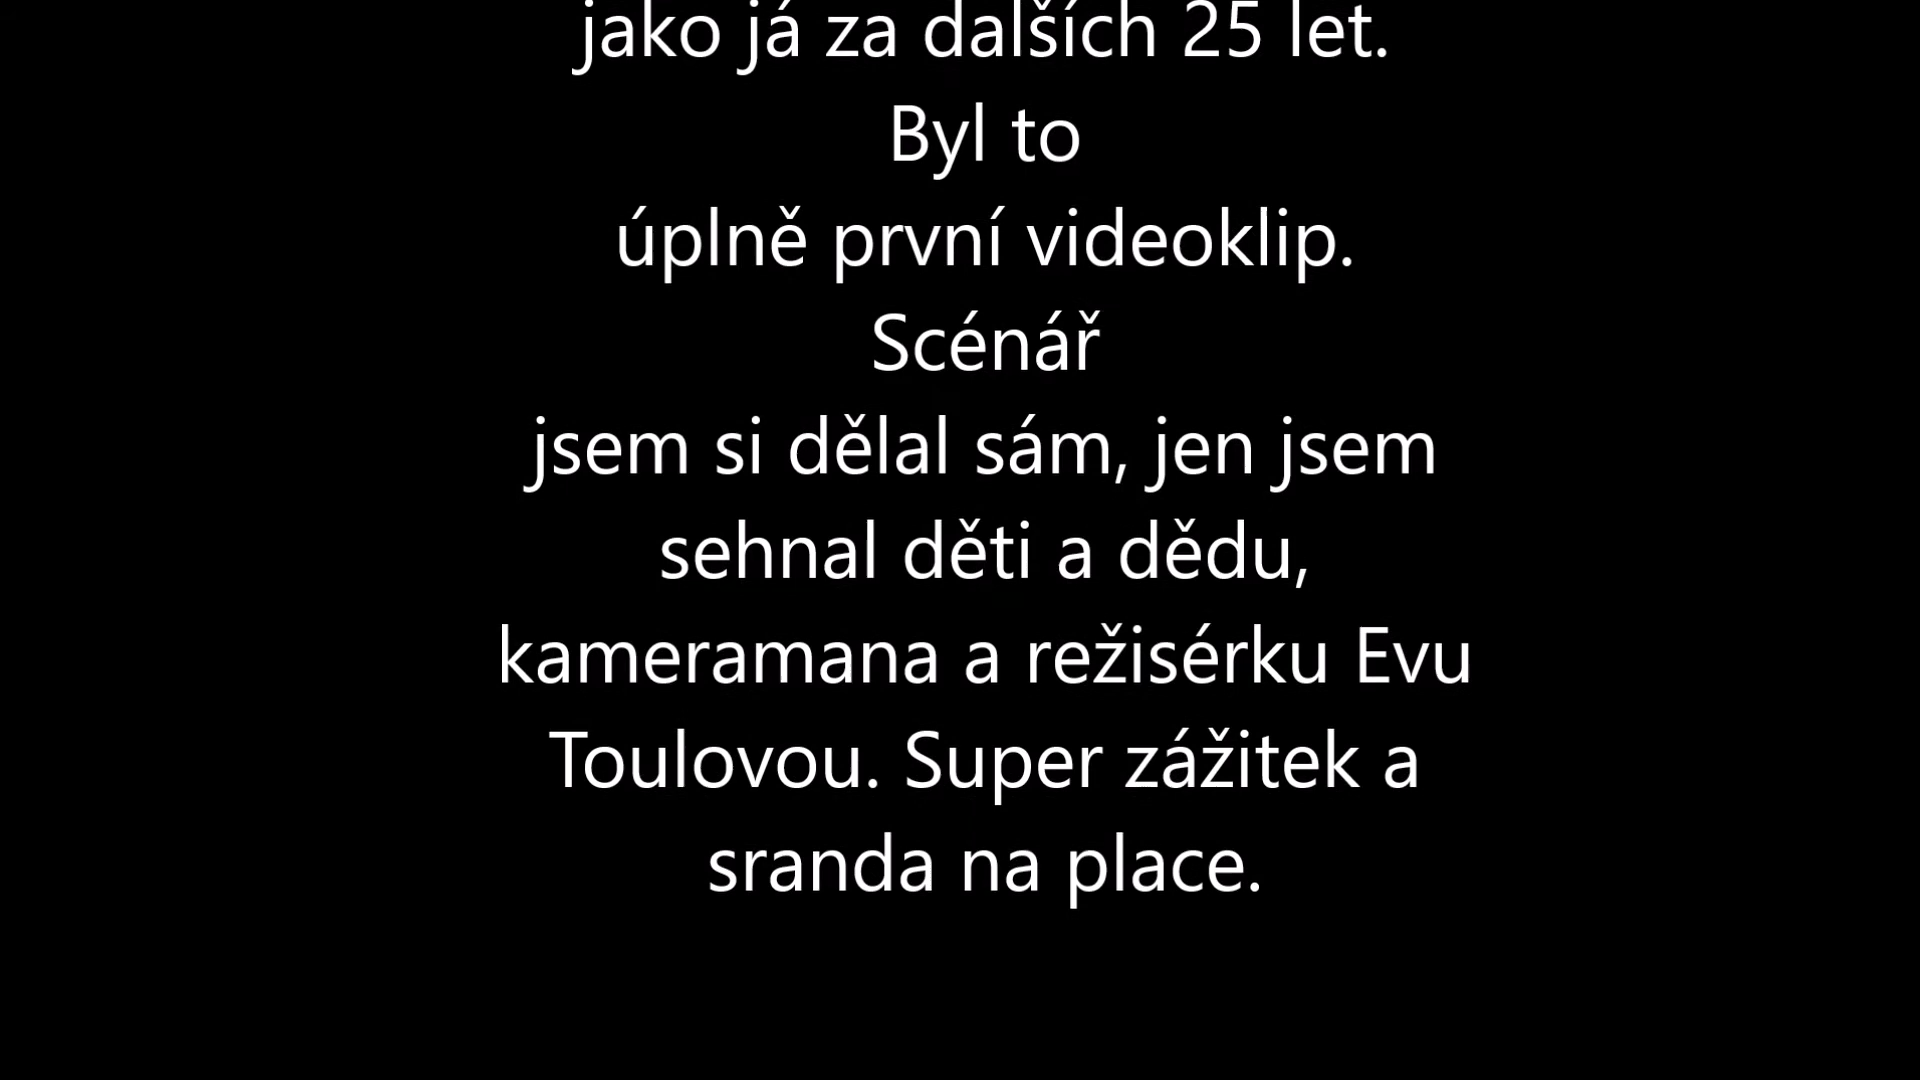 jako já za dalších 25 let.
Byl to
úplně první videoklip.
Scénář
jsem si dělal sám, jen jsem
sehnal děti a dědu,
kameramana a režisérku Evu
Toulovou. Super zážitek a
sranda na place.